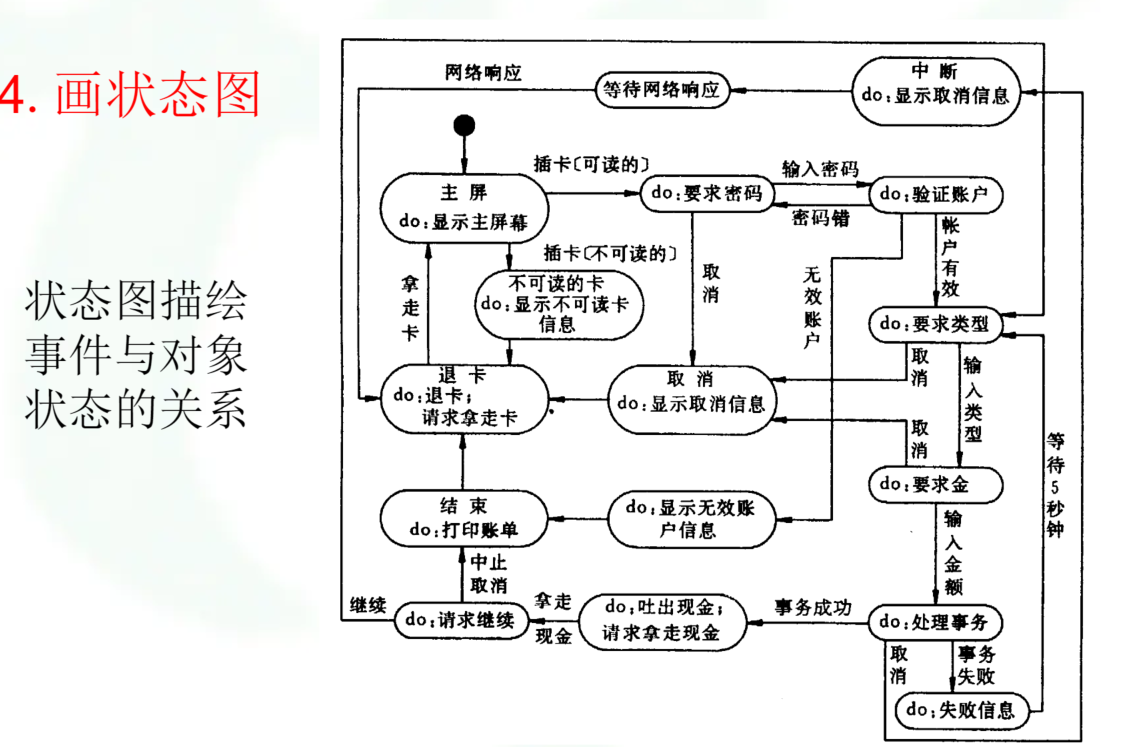 4. 画状态图
状态图描绘
事件与对象
状态的关系
网络响应
等待网络响应
中 断
do:显示取消信息
主 屏
do:显示主屏幕
插卡〔可读的〕
do:要求密码
输入密码
密码错
do:验证账户
插卡〔不可读的〕
不可读的卡
do:显示不可读卡
信息
拿走卡
取消
无效账户
帐户有效
do:要求类型
退 卡
do:退卡;
请求拿走卡
取 消
do:显示取消信息
取消
输入类型
取消
do:要求金
等待5秒钟
结 束
do:打印账单
do:显示无效账
户信息
输入金额
中止
取消
继续
do:请求继续
拿走
现金
do:吐出现金;
请求拿走现金
事务成功
do:处理事务
取消
事务
失败
do:失败信息